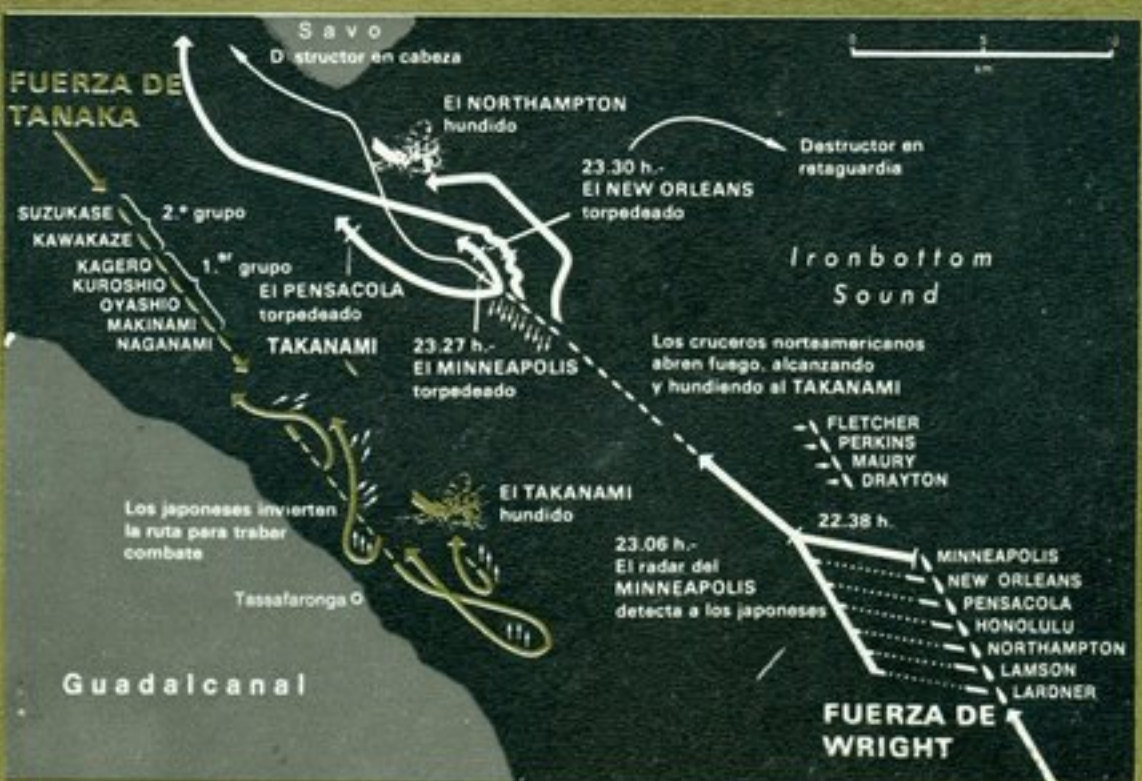 Savo
D structor en cabeza
FUERZA DE
TANAKA
SUZUKASE
KAWAKAZE
KAGERO
KUROSHIO
OYASHIO
MAKINAMI
NAGANAMI
2.º grupo
1.er grupo
El PENSACOLA
torpedeado
TAKANAMI
El NORTHAMPTON
hundido
23.30 h.-
El NEW ORLEANS
torpedeado
Destructor en
retaguardia
km
Ironbottom
Sound
23.27 h.-
El MINNEAPOLIS
torpedeado
Los cruceros norteamericanos
abren fuego, alcanzando
y hundiendo al TAKANAMI
FLETCHER
PERKINS
MAURY
DRAYTON
22.38 h.
MINNEAPOLIS
NEW ORLEANS
PENSACOLA
HONOLULU
NORTHAMPTON
LAMSON
LARDNER
FUERZA DE
WRIGHT
23.06 h.-
El radar del
MINNEAPOLIS
detecta a los japoneses
El TAKANAMI
hundido
Los japoneses invierten
la ruta para trabar
combate
Tassafaronga
Guadalcanal